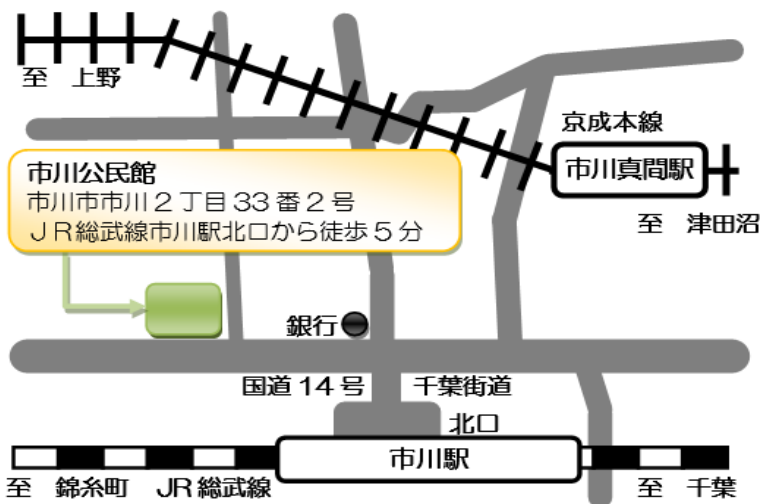 至 上野
京成本線
市川公民館
市川市市川2丁目33番2号
JR総武線市川駅北口から徒歩5分
市川真間駅
至 津田沼
銀行
国道14号 千葉街道
北口
市川駅
至 錦糸町 JR総武線
至 千葉